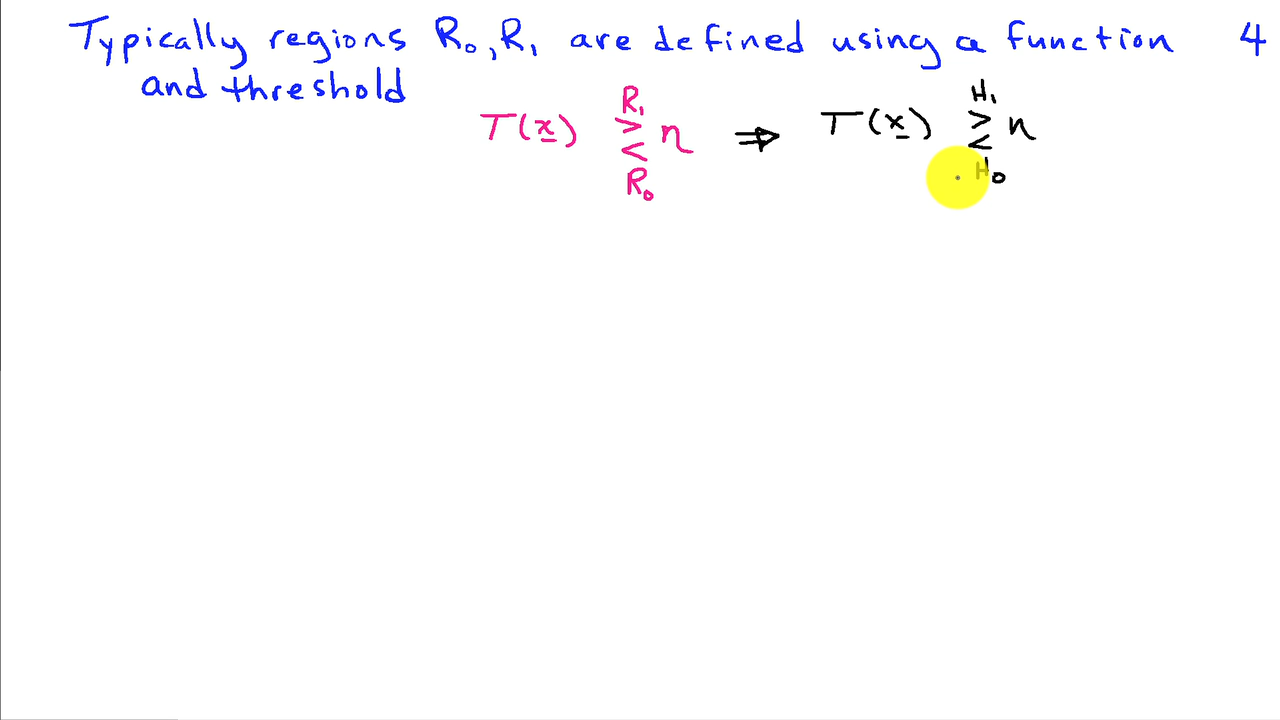 Typically regions R₀, R₁ are defined using a function 4
and threshold
T(x̲) R₁ > < R₀ η ⇒ T(x̲) H₁ > < H₀ η